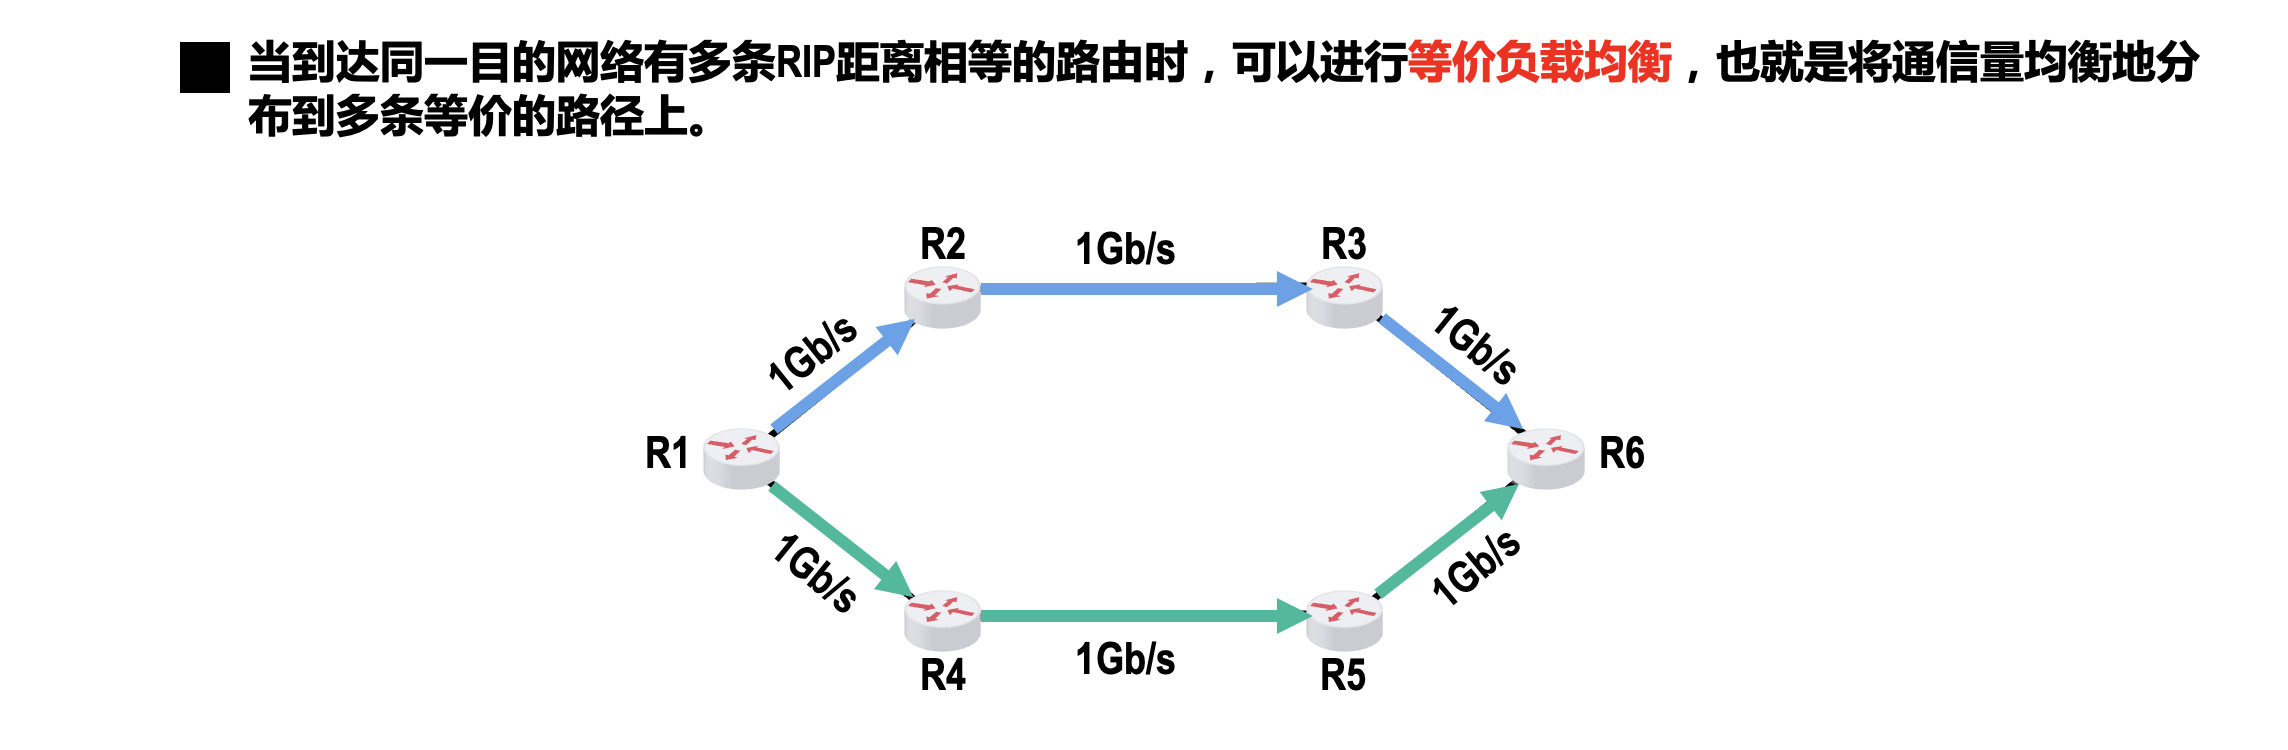 当到达同一目的网络有多条RIP距离相等的路由时，可以进行等价负载均衡，也就是将通信量均衡地分
布到多条等价的路径上。
R2
1Gb/s
R3
1Gb/s
1Gb/s
R1
R6
1Gb/s
1Gb/s
R4
1Gb/s
R5